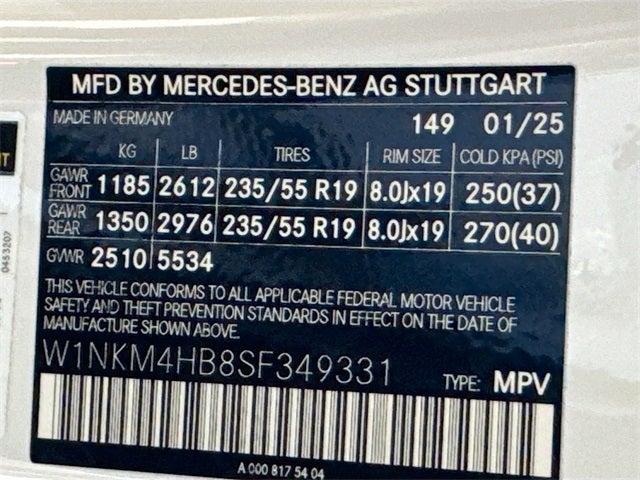 MFD BY MERCEDES-BENZ AG STUTTGART
MADE IN GERMANY 149 01/25
KG LB TIRES RIM SIZE COLD KPA (PSI)
GAWR FRONT 1185 2612 235/55 R19 8.0Jx19 250(37)
GAWR REAR 1350 2976 235/55 R19 8.0Jx19 270(40)
GVWR 2510 5534
THIS VEHICLE CONFORMS TO ALL APPLICABLE FEDERAL MOTOR VEHICLE
SAFETY AND THEFT PREVENTION STANDARDS IN EFFECT ON THE DATE OF
MANUFACTURE SHOWN ABOVE.
W1NKM4HB8SF349331 TYPE: MPV
A 000 817 54 04
0453207